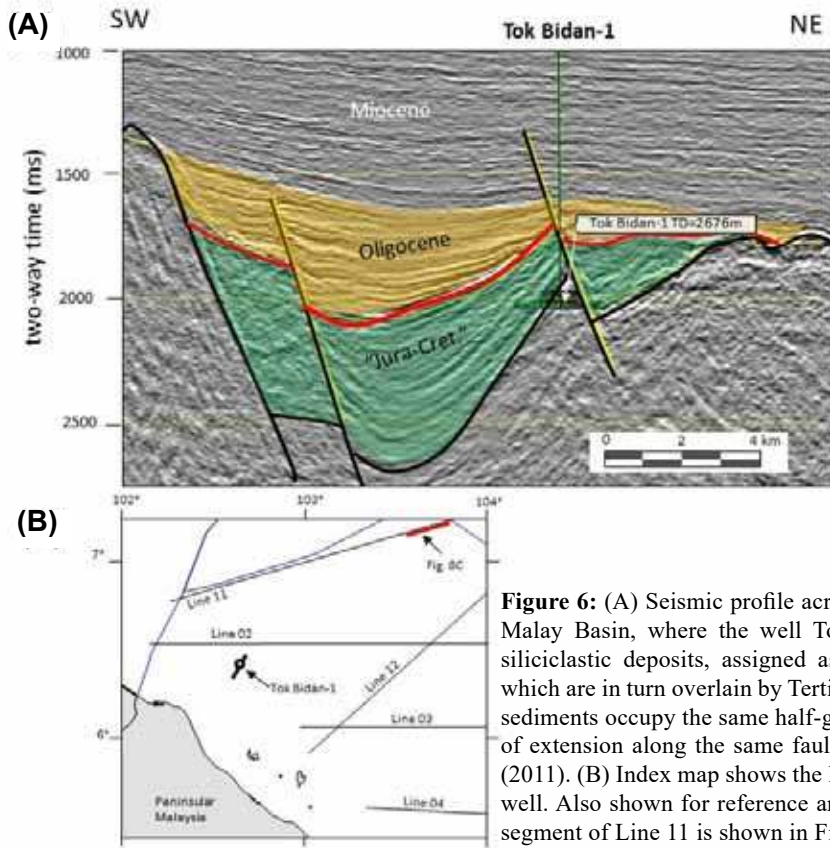 (A)
SW
Tok Bidan-1
NE
1000
1500
2000
2500
two-way time (ms)
Mioceno
Oligocene
Tok Bidan-1 TD=2676m
"Jura-Cret."
0 2 4 km
(B)
102° 103° 104°
7°
6°
Fig. 8C
Line 11
Line 02
Line 12
Tok Bidan-1
Line 03
Line 04
Peninsular
Malaysia
Figure 6: (A) Seismic profile acr
Malay Basin, where the well To
siliciclastic deposits, assigned as
which are in turn overlain by Terti
sediments occupy the same half-g
of extension along the same faul
(2011). (B) Index map shows the
well. Also shown for reference ar
segment of Line 11 is shown in Fi